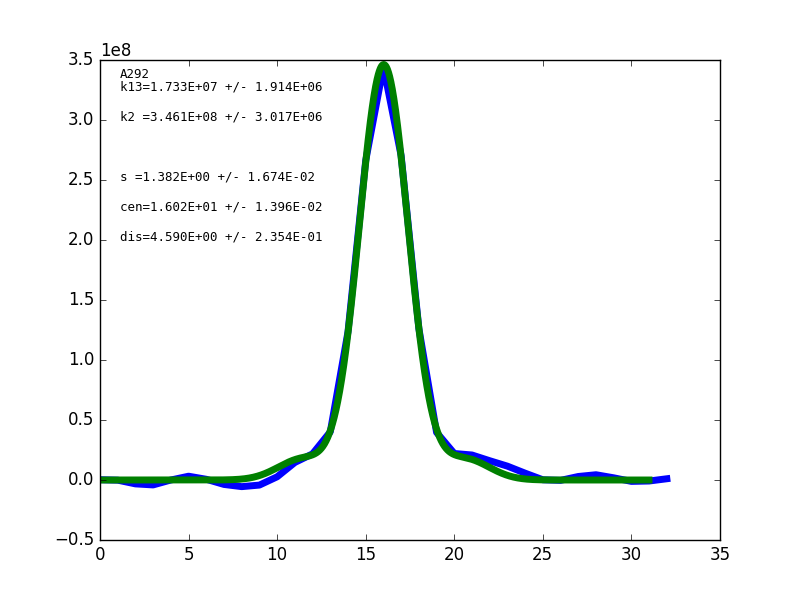 1e8
3.5
3.0
2.5
2.0
1.5
1.0
0.5
0.0
−0.5
A292
k13=1.733E+07 +/- 1.914E+06
k2 =3.461E+08 +/- 3.017E+06
s =1.382E+00 +/- 1.674E-02
cen=1.602E+01 +/- 1.396E-02
dis=4.590E+00 +/- 2.354E-01
0 5 10 15 20 25 30 35